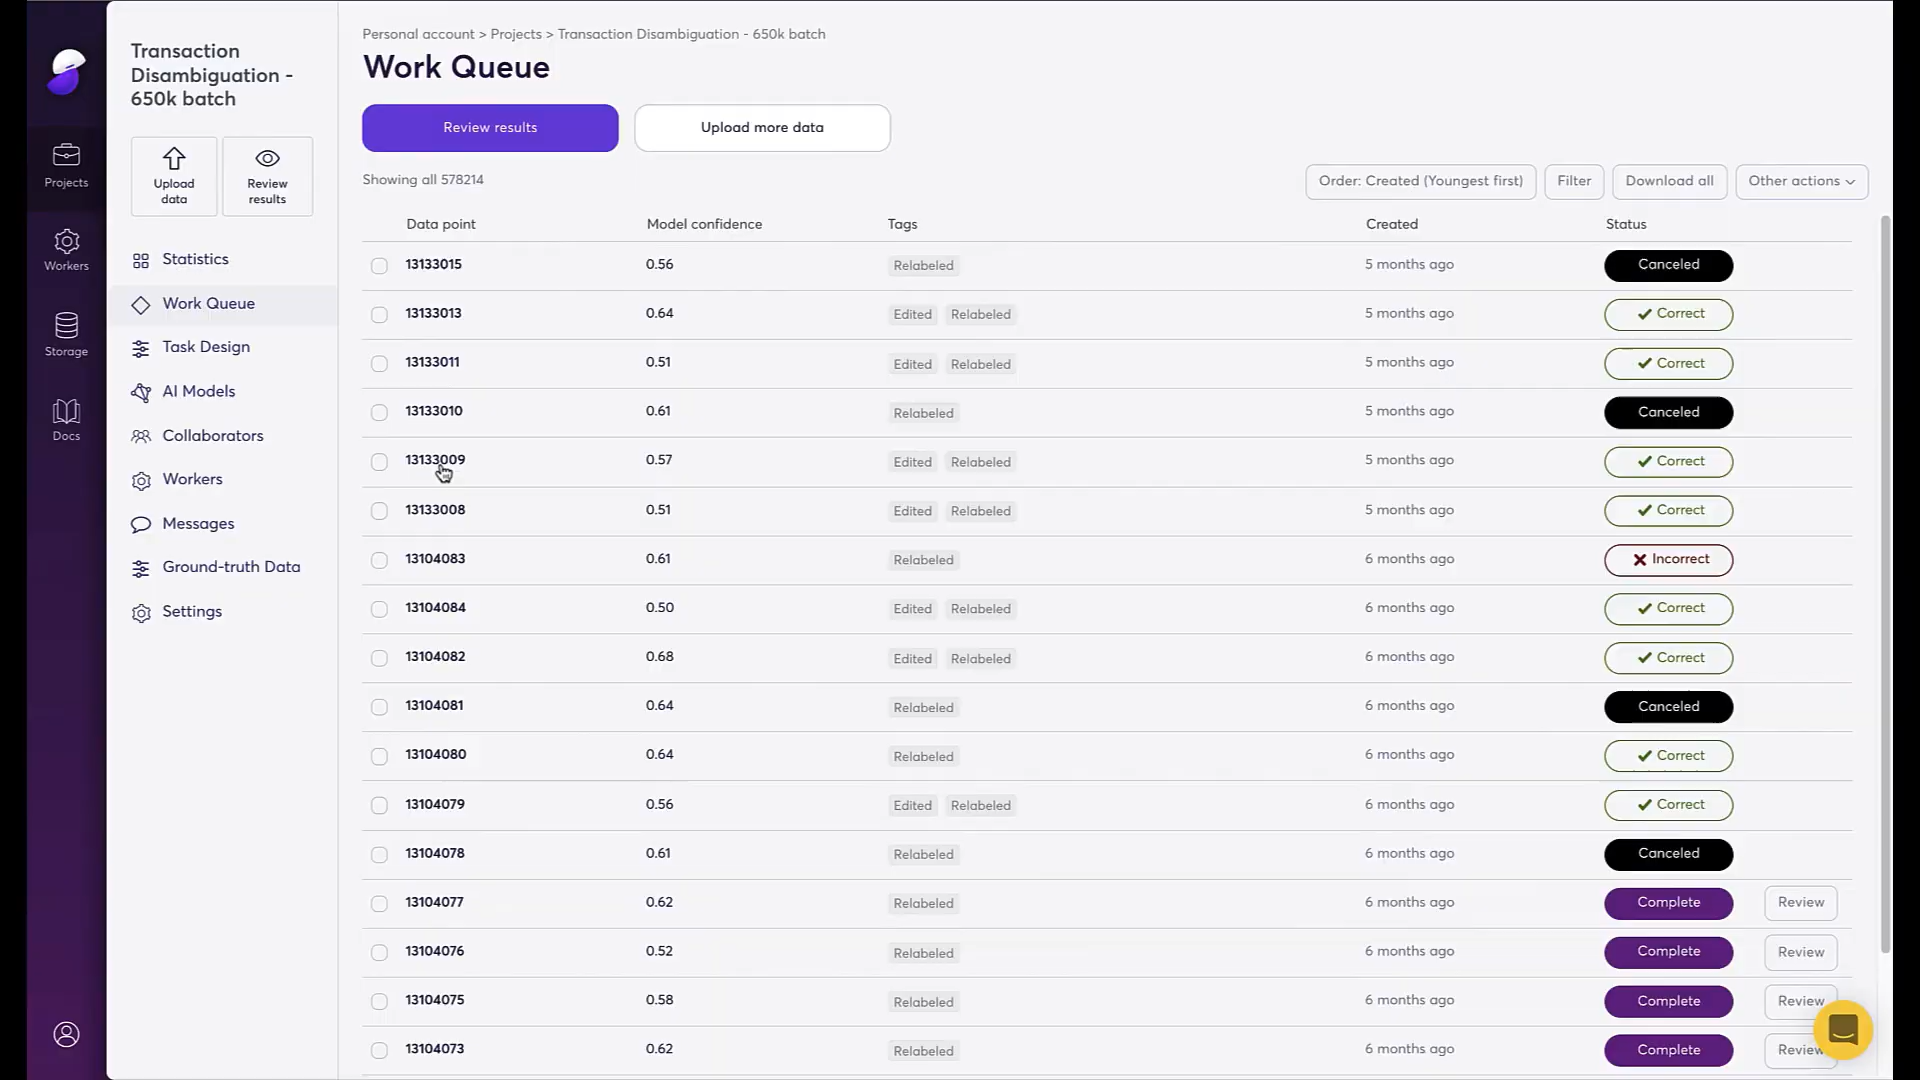 Projects
Workers
Storage
Docs
Transaction
Disambiguation -
650k batch
Upload
data
Review
results
Statistics
Work Queue
Task Design
AI Models
Collaborators
Workers
Messages
Ground-truth Data
Settings
Personal account > Projects > Transaction Disambiguation - 650k batch
Work Queue
Review results
Upload more data
Showing all 578214
Order: Created (Youngest first)
Filter
Download all
Other actions
Data point Model confidence Tags Created Status
13133015 0.56 Relabeled 5 months ago Canceled
13133013 0.64 Edited Relabeled 5 months ago Correct
13133011 0.51 Edited Relabeled 5 months ago Correct
13133010 0.61 Relabeled 5 months ago Canceled
13133009 0.57 Edited Relabeled 5 months ago Correct
13133008 0.51 Edited Relabeled 5 months ago Correct
13104083 0.61 Relabeled 6 months ago Incorrect
13104084 0.50 Edited Relabeled 6 months ago Correct
13104082 0.68 Edited Relabeled 6 months ago Correct
13104081 0.64 Relabeled 6 months ago Canceled
13104080 0.64 Relabeled 6 months ago Correct
13104079 0.56 Edited Relabeled 6 months ago Correct
13104078 0.61 Relabeled 6 months ago Canceled
13104077 0.62 Relabeled 6 months ago Complete Review
13104076 0.52 Relabeled 6 months ago Complete Review
13104075 0.58 Relabeled 6 months ago Complete Review
13104073 0.62 Relabeled 6 months ago Complete Review